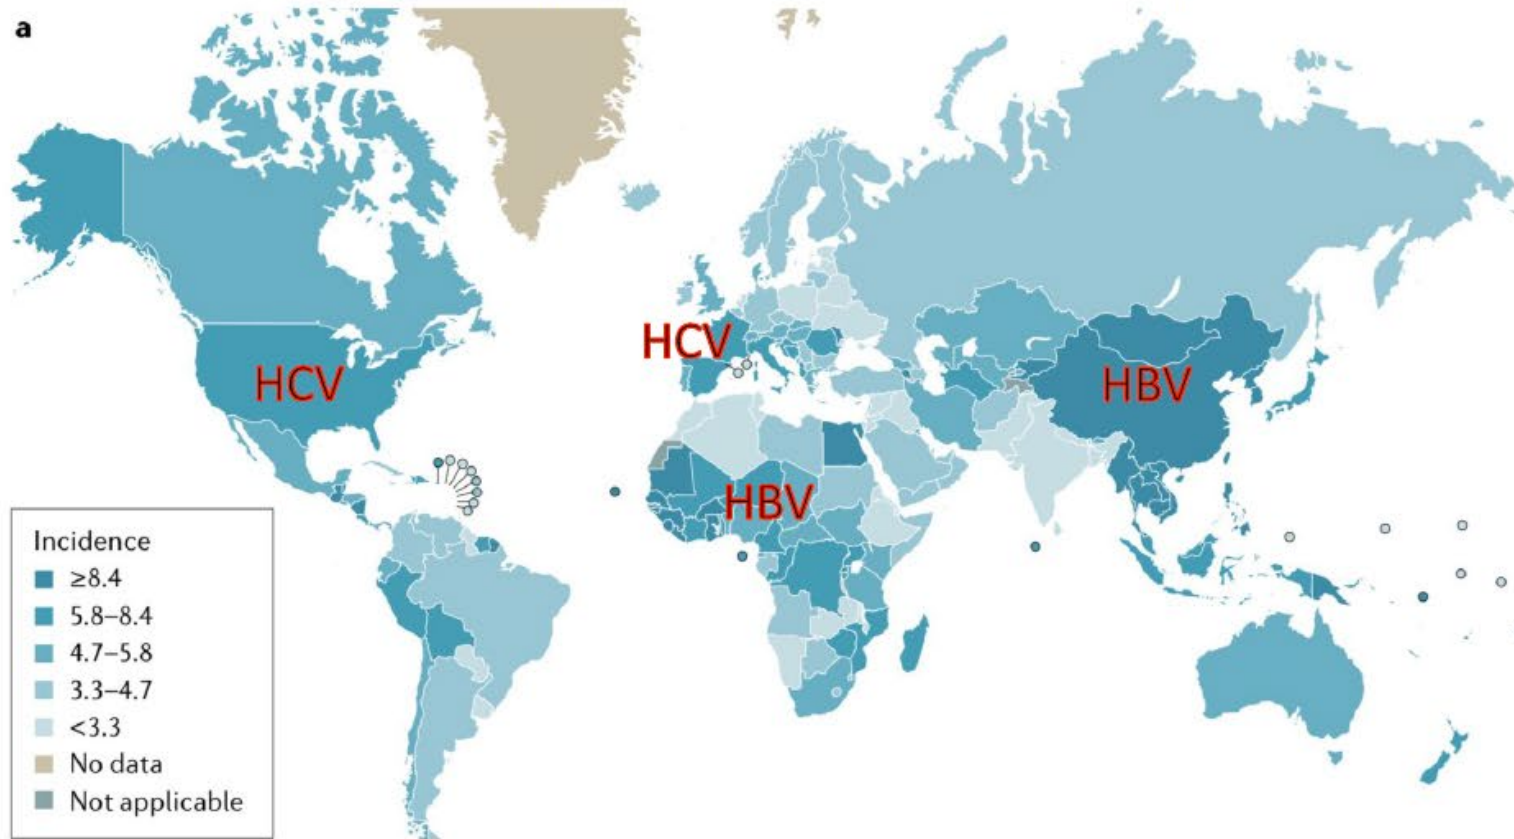 a
HCV
HCV
HBV
HBV
Incidence
≥8.4
5.8–8.4
4.7–5.8
3.3–4.7
<3.3
No data
Not applicable